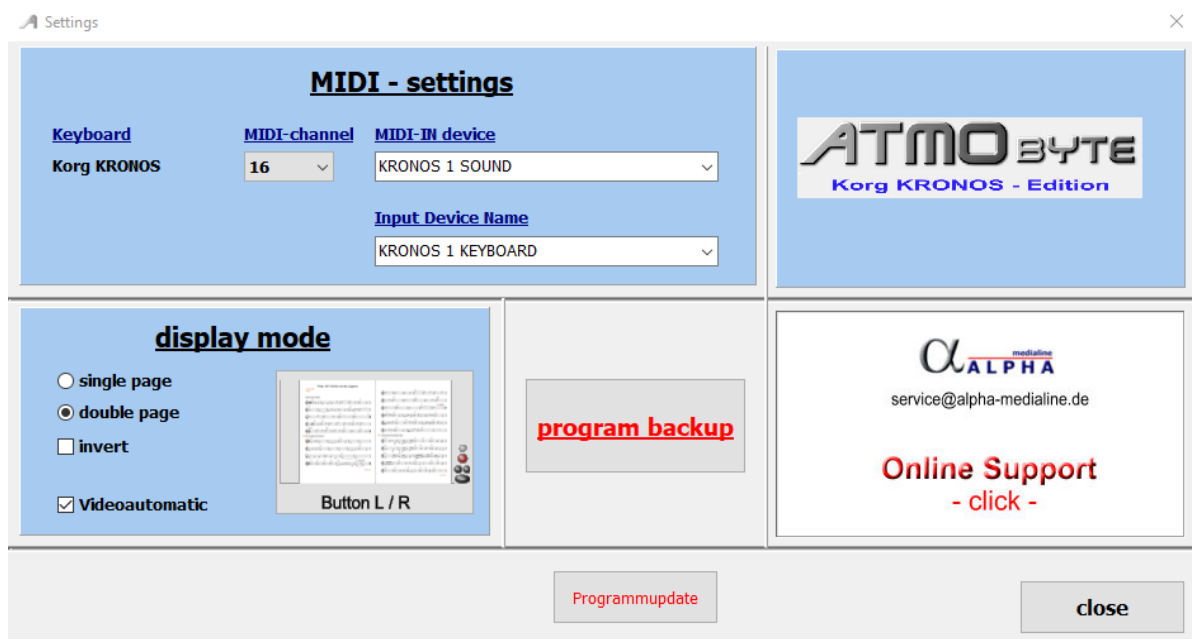 Settings
MIDI - settings
Keyboard
MIDI-channel
MIDI-IN device
Korg KRONOS
16
KRONOS 1 SOUND
Input Device Name
KRONOS 1 KEYBOARD
ATMO BYTE
Korg KRONOS - Edition
display mode
single page
double page
invert
Videoautomatic
Button L / R
program backup
α medialine
ALPHA
service@alpha-medialine.de
Online Support
- click -
Programmupdate
close